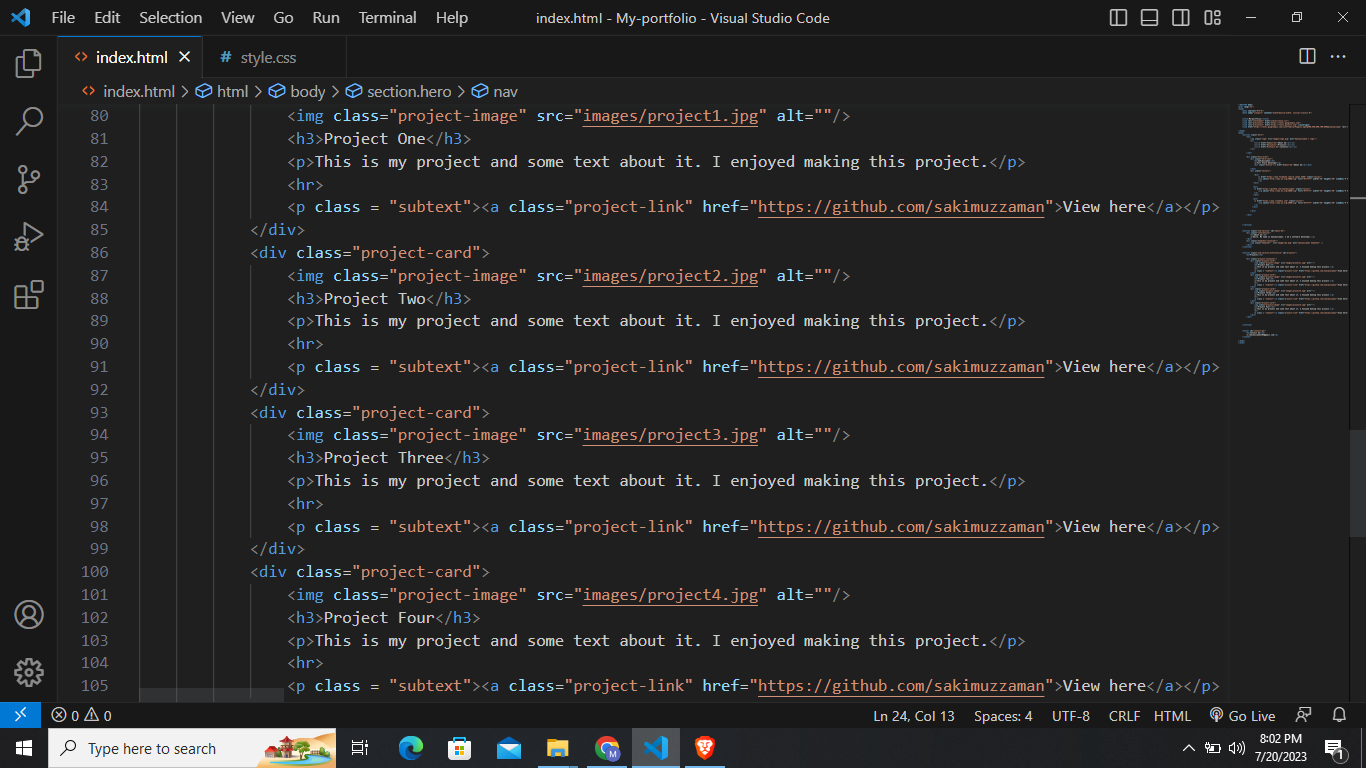 File Edit Selection View Go Run Terminal Help index.html - My-portfolio - Visual Studio Code
index.html # style.css
index.html > html > body > section.hero > nav
80 <img class="project-image" src="images/project1.jpg" alt=""/>
81 <h3>Project One</h3>
82 <p>This is my project and some text about it. I enjoyed making this project.</p>
83 <hr>
84 <p class = "subtext"><a class="project-link" href="https://github.com/sakimuzzaman">View here</a></p>
85 </div>
86 <div class="project-card">
87 <img class="project-image" src="images/project2.jpg" alt=""/>
88 <h3>Project Two</h3>
89 <p>This is my project and some text about it. I enjoyed making this project.</p>
90 <hr>
91 <p class = "subtext"><a class="project-link" href="https://github.com/sakimuzzaman">View here</a></p>
92 </div>
93 <div class="project-card">
94 <img class="project-image" src="images/project3.jpg" alt=""/>
95 <h3>Project Three</h3>
96 <p>This is my project and some text about it. I enjoyed making this project.</p>
97 <hr>
98 <p class = "subtext"><a class="project-link" href="https://github.com/sakimuzzaman">View here</a></p>
99 </div>
100 <div class="project-card">
101 <img class="project-image" src="images/project4.jpg" alt=""/>
102 <h3>Project Four</h3>
103 <p>This is my project and some text about it. I enjoyed making this project.</p>
104 <hr>
105 <p class = "subtext"><a class="project-link" href="https://github.com/sakimuzzaman">View here</a></p>
0 0 Ln 24, Col 13 Spaces: 4 UTF-8 CRLF HTML Go Live
Type here to search
M
8:02 PM
7/20/2023
1